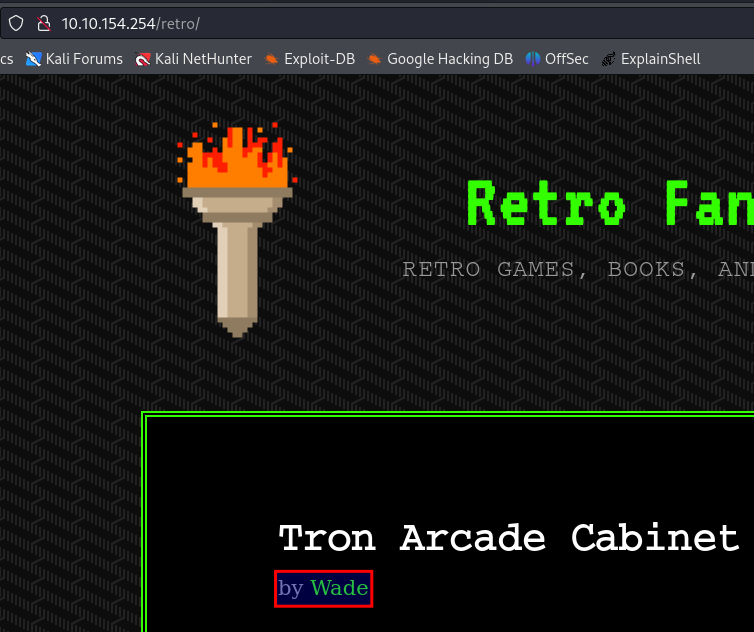 10.10.154.254/retro/
cs Kali Forums Kali NetHunter Exploit-DB Google Hacking DB OffSec ExplainShell
Retro Fan
RETRO GAMES, BOOKS, AN
Tron Arcade Cabinet
by Wade